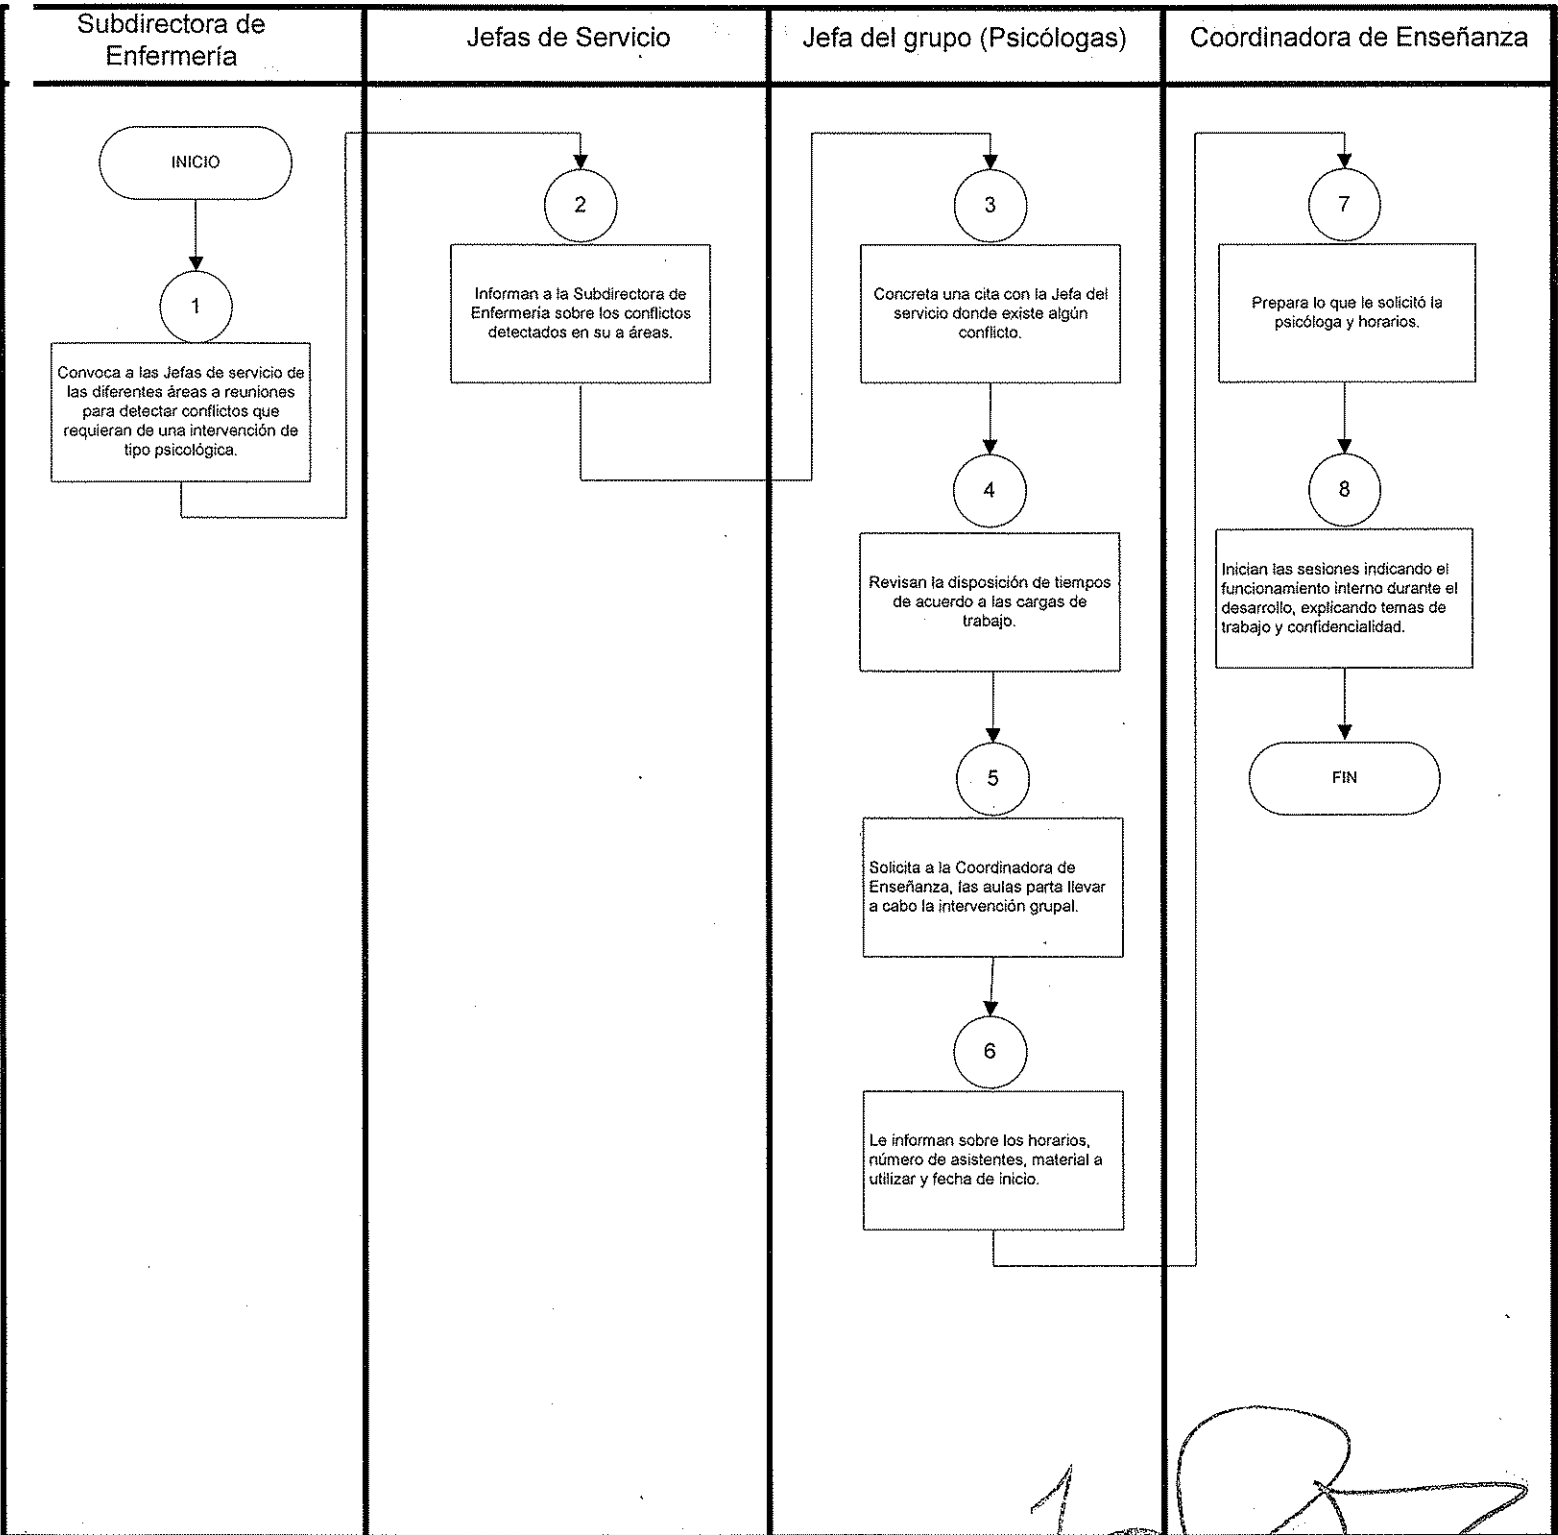 Subdirectora de
Enfermería
Jefas de Servicio
Jefa del grupo (Psicólogas)
Coordinadora de Enseñanza
INICIO
1
Convoca a las Jefas de servicio de
las diferentes áreas a reuniones
para detectar conflictos que
requieran de una intervención de
tipo psicológica.
2
Informan a la Subdirectora de
Enfermería sobre los conflictos
detectados en su a áreas.
3
Concreta una cita con la Jefa del
servicio donde existe algún
conflicto.
4
Revisan la disposición de tiempos
de acuerdo a las cargas de
trabajo.
5
Solicita a la Coordinadora de
Enseñanza, las aulas parta llevar
a cabo la intervención grupal.
6
Le informan sobre los horarios,
número de asistentes, material a
utilizar y fecha de inicio.
7
Prepara lo que le solicitó la
psicóloga y horarios.
8
Inician las sesiones indicando el
funcionamiento interno durante el
desarrollo, explicando temas de
trabajo y confidencialidad.
FIN